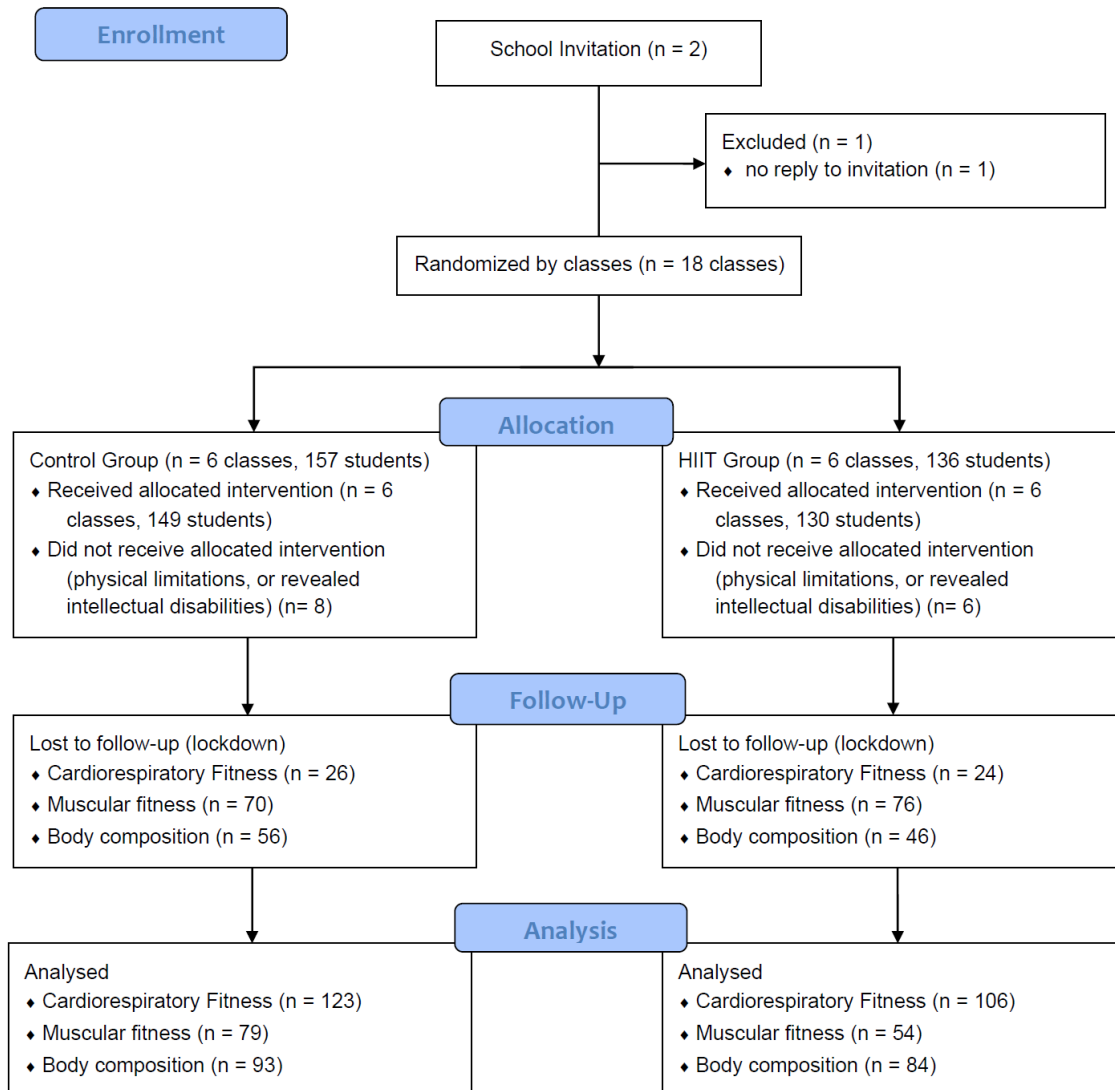 Enrollment
School Invitation (n = 2)
Excluded (n = 1)
♦ no reply to invitation (n = 1)
Randomized by classes (n = 18 classes)
Allocation
Control Group (n = 6 classes, 157 students)
♦ Received allocated intervention (n = 6
classes, 149 students)
♦ Did not receive allocated intervention
(physical limitations, or revealed
intellectual disabilities) (n= 8)
HIIT Group (n = 6 classes, 136 students)
♦ Received allocated intervention (n = 6
classes, 130 students)
♦ Did not receive allocated intervention
(physical limitations, or revealed
intellectual disabilities) (n= 6)
Follow-Up
Lost to follow-up (lockdown)
♦ Cardiorespiratory Fitness (n = 26)
♦ Muscular fitness (n = 70)
♦ Body composition (n = 56)
Lost to follow-up (lockdown)
♦ Cardiorespiratory Fitness (n = 24)
♦ Muscular fitness (n = 76)
♦ Body composition (n = 46)
Analysis
Analysed
♦ Cardiorespiratory Fitness (n = 123)
♦ Muscular fitness (n = 79)
♦ Body composition (n = 93)
Analysed
♦ Cardiorespiratory Fitness (n = 106)
♦ Muscular fitness (n = 54)
♦ Body composition (n = 84)